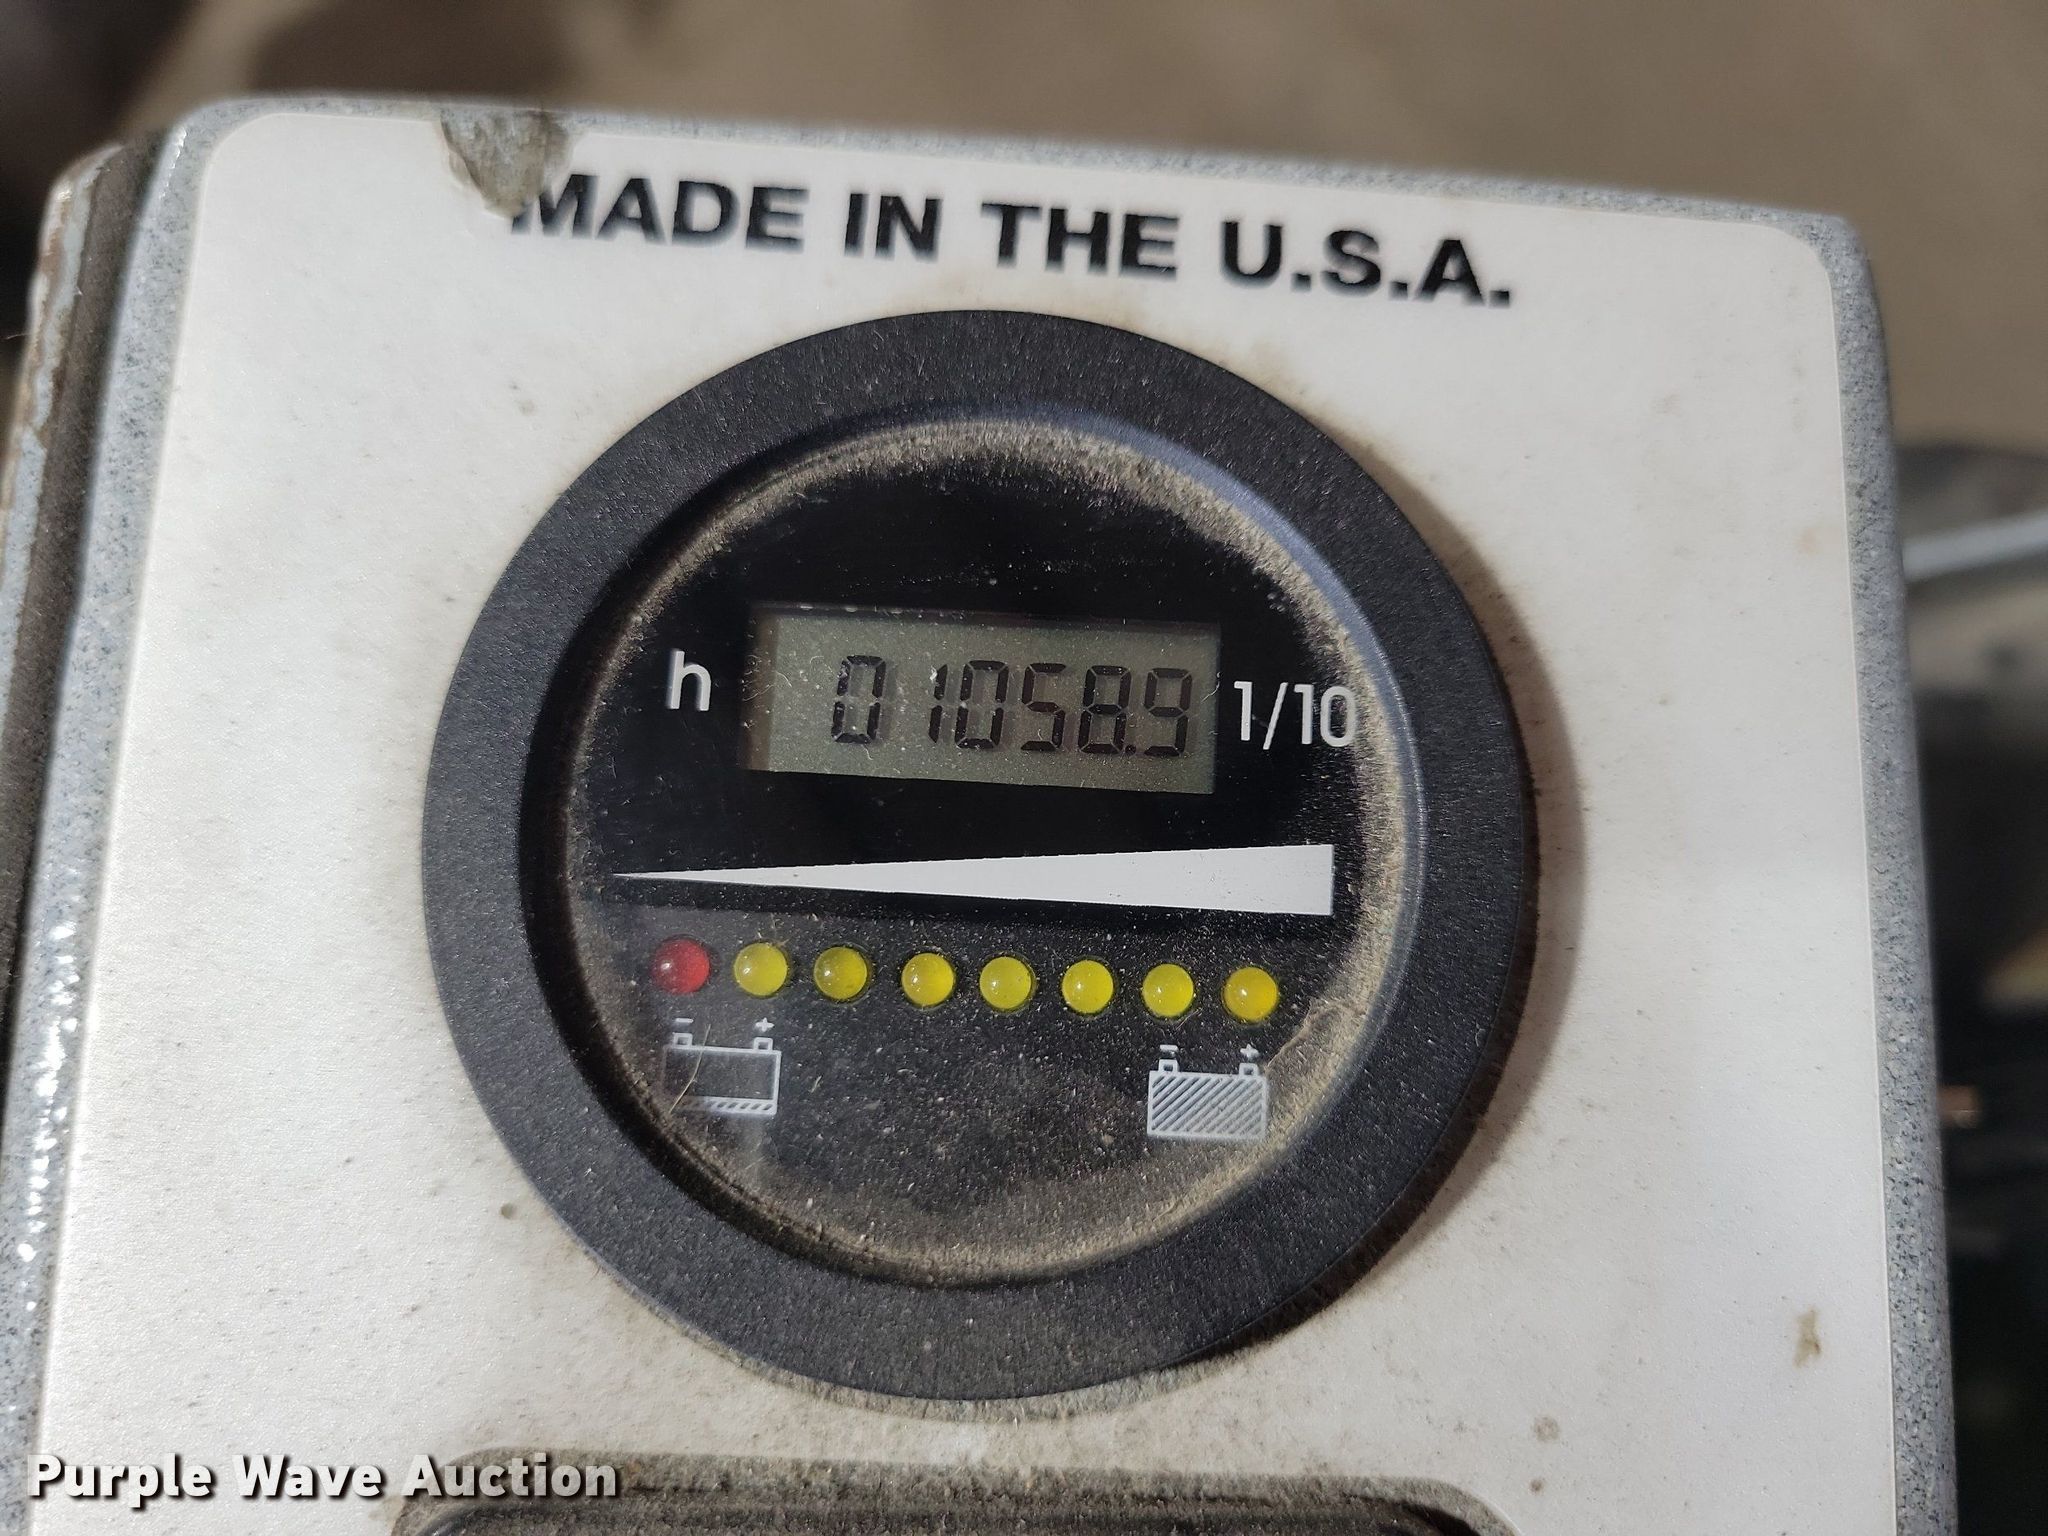 MADE IN THE U.S.A.
h 01058.9 1/10
- +
- +
Purple Wave Auction